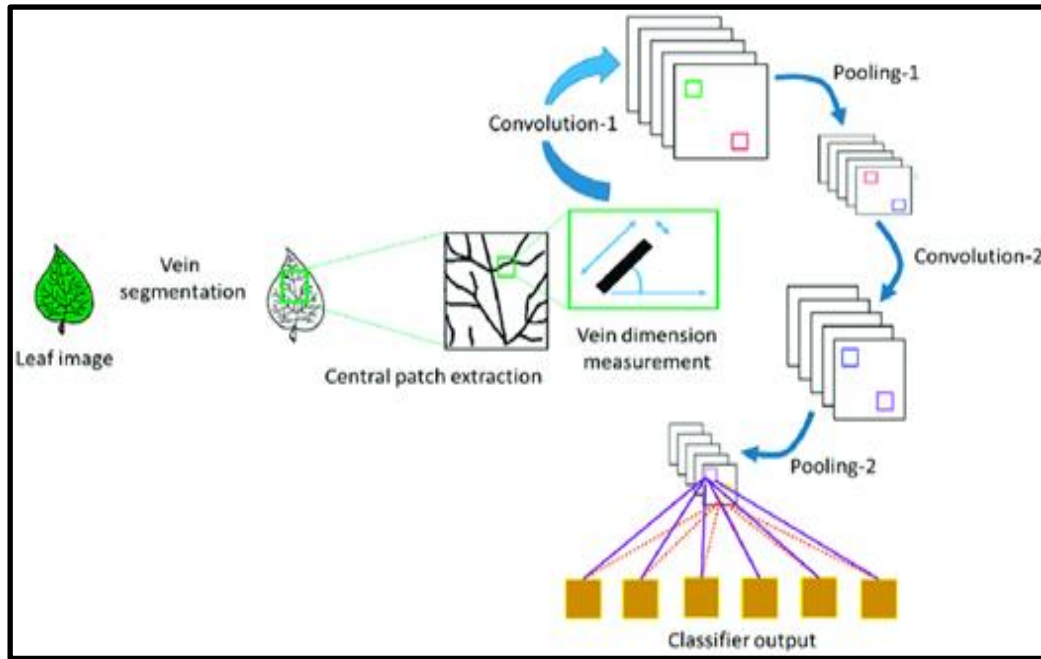 Leaf image
Vein
segmentation
Central patch extraction
Vein dimension
measurement
Convolution-1
Pooling-1
Convolution-2
Pooling-2
Classifier output